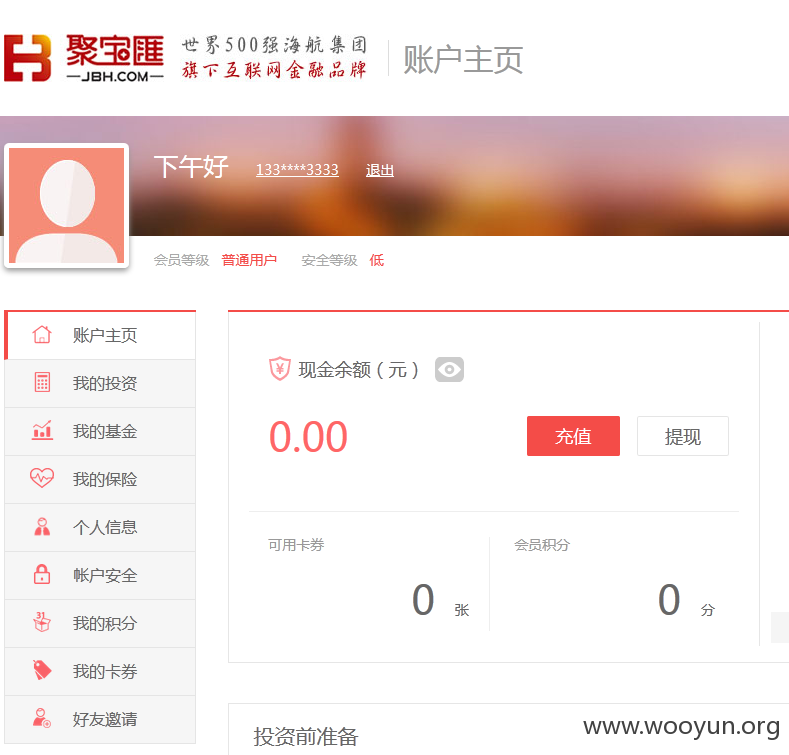 聚宝匯
JBH.COM
世界500强海航集团
旗下互联网金融品牌
账户主页
下午好 133****3333 退出
会员等级 普通用户 安全等级 低
账户主页
我的投资
我的基金
我的保险
个人信息
帐户安全
31
我的积分
我的卡券
好友邀请
现金余额（元）
0.00 充值 提现
可用卡券 会员积分
0 张 0 分
投资前准备
www.wooyun.org